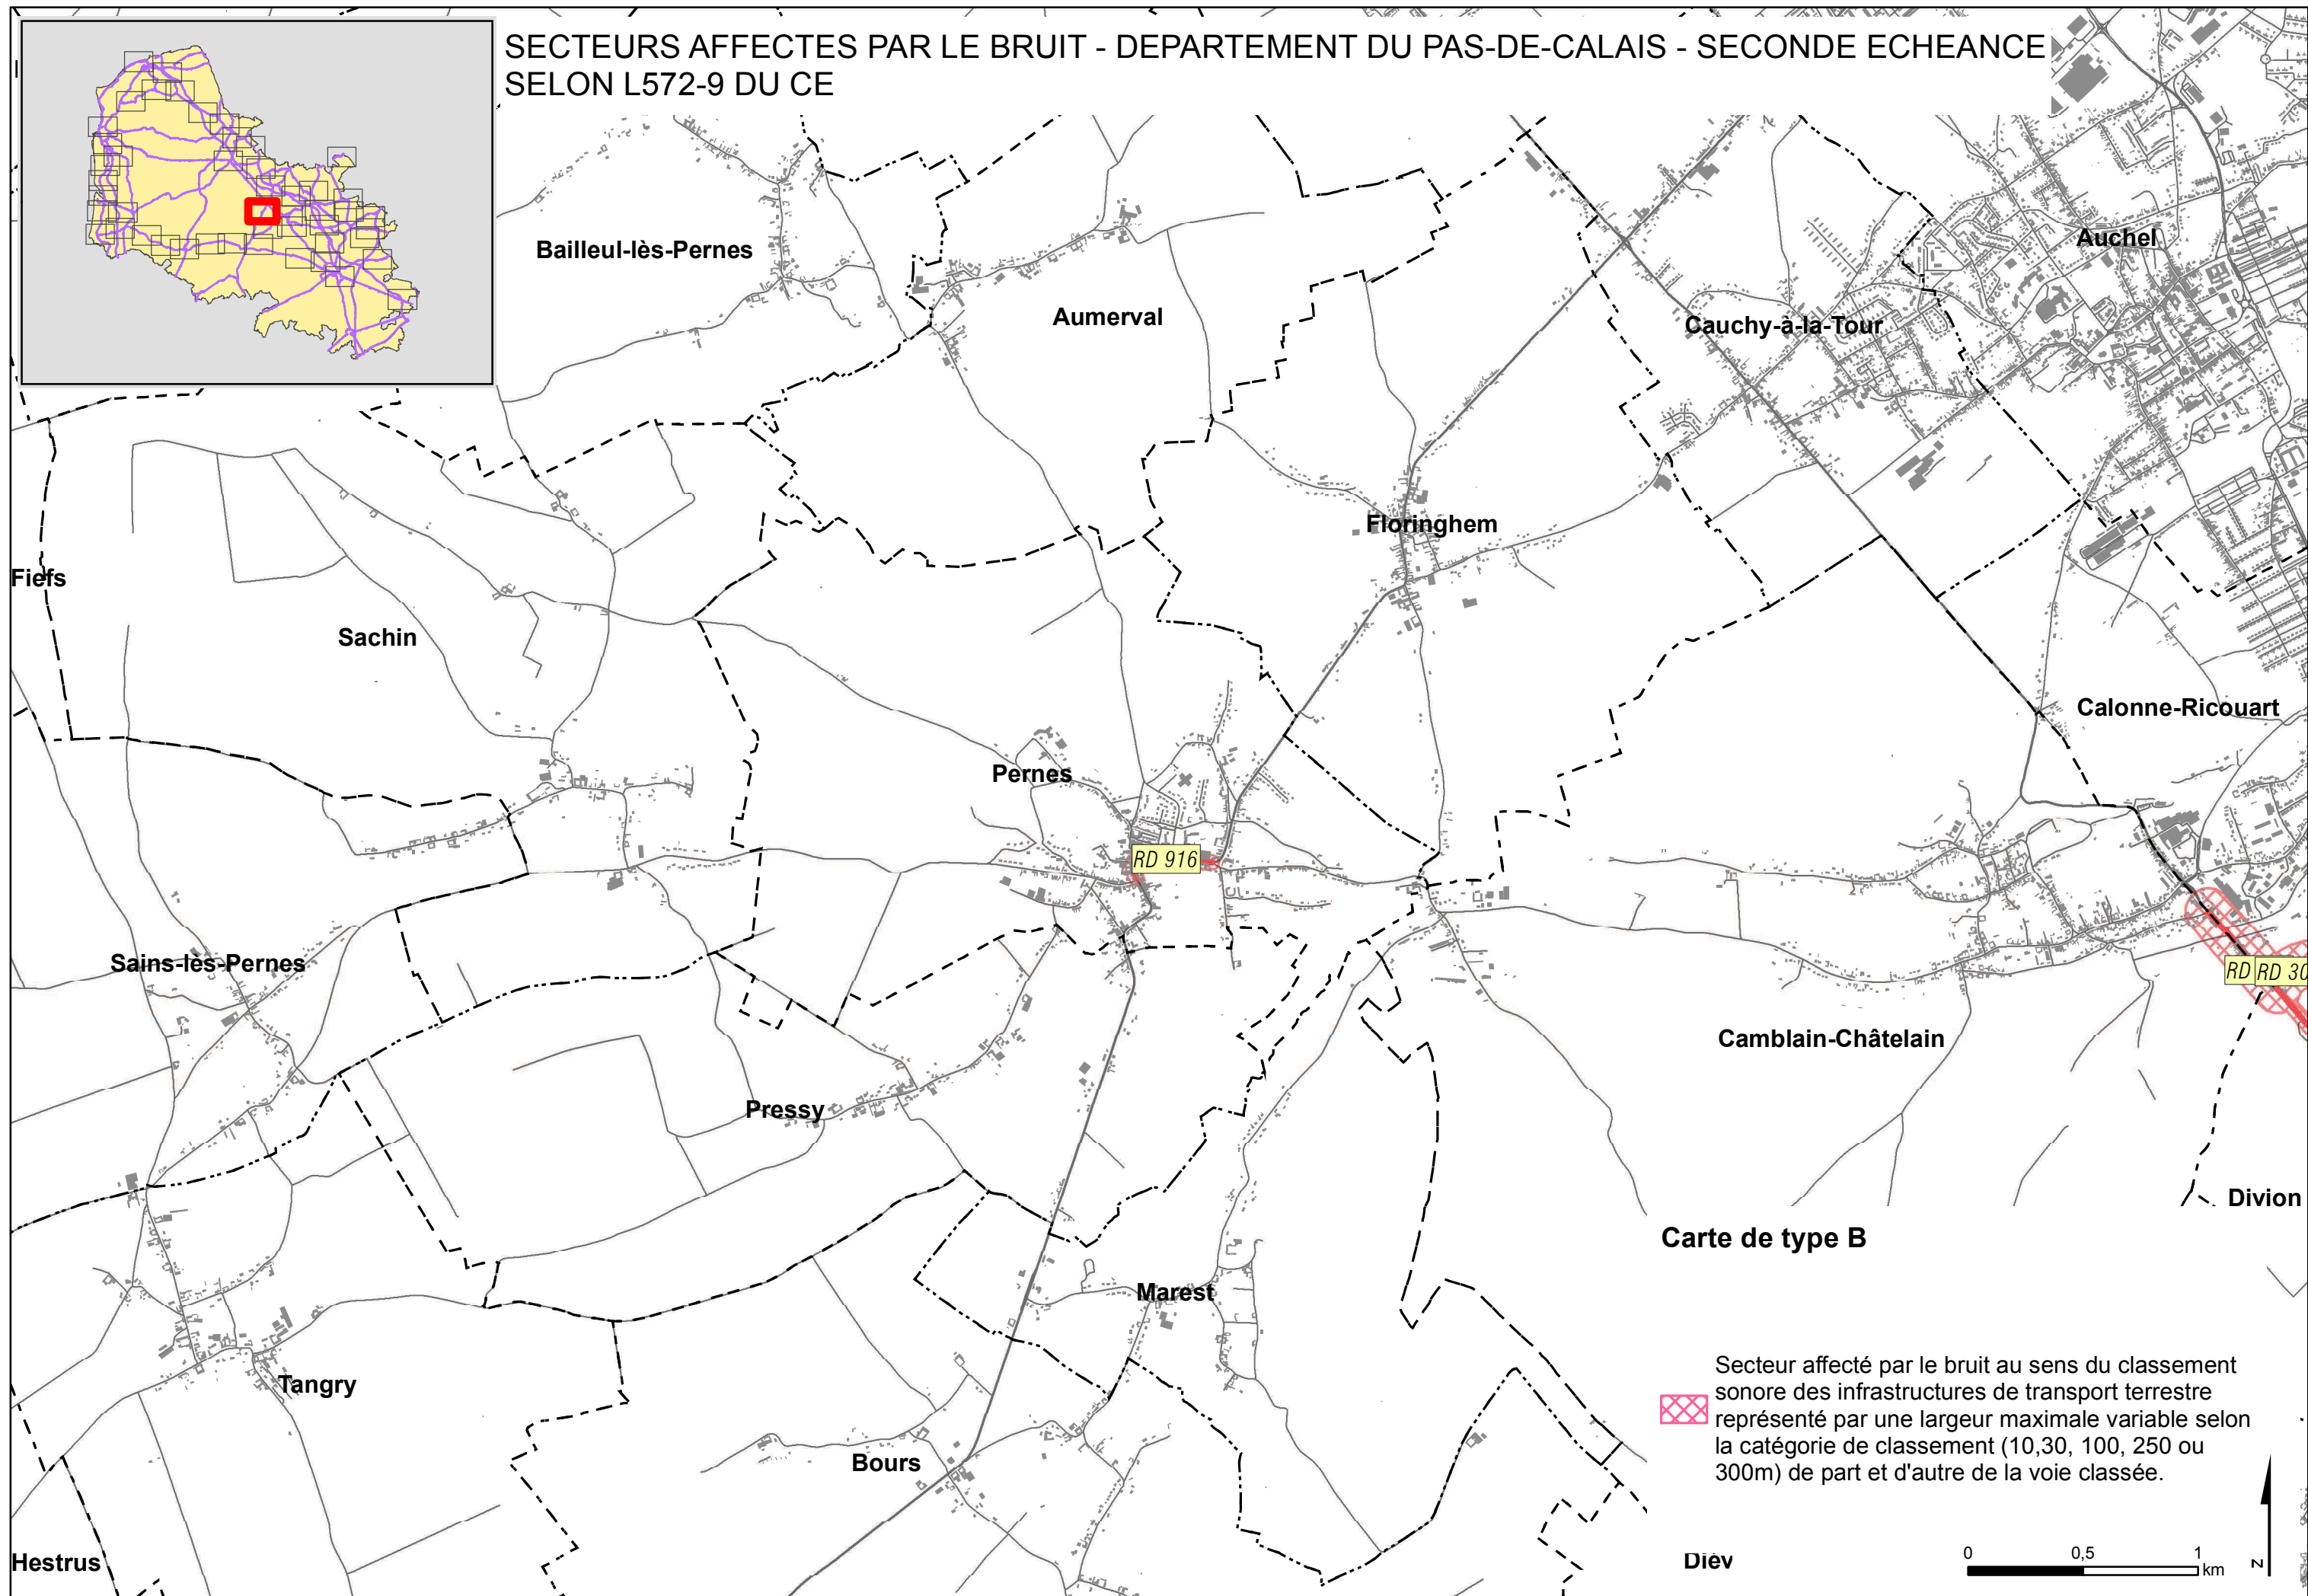 SECTEURS AFFECTES PAR LE BRUIT - DEPARTEMENT DU PAS-DE-CALAIS - SECONDE ECHEANCE
SELON L572-9 DU CE
Auchel
Bailleul-lès-Pernes
Aumerval
Cauchy-à-la-Tour
Floringhem
Fiefs
Sachin
Calonne-Ricouart
Pernes
RD 916
Sains-lès-Pernes
RD
RD 30
Camblain-Châtelain
Pressy
Divion
Carte de type B
Marest
Tangry
Secteur affecté par le bruit au sens du classement
sonore des infrastructures de transport terrestre
représenté par une largeur maximale variable selon
la catégorie de classement (10,30, 100, 250 ou
300m) de part et d'autre de la voie classée.
Bours
Hestrus
Diév
0 0,5 1
km
N